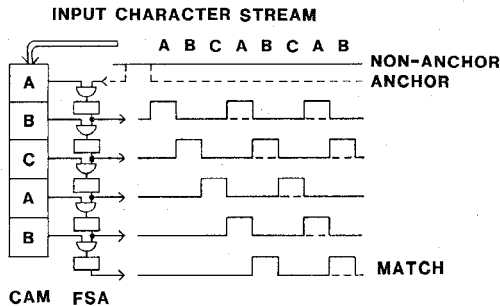 INPUT CHARACTER STREAM
A B C A B C A B
NON-ANCHOR
ANCHOR
A
B
C
A
B
MATCH
CAM FSA